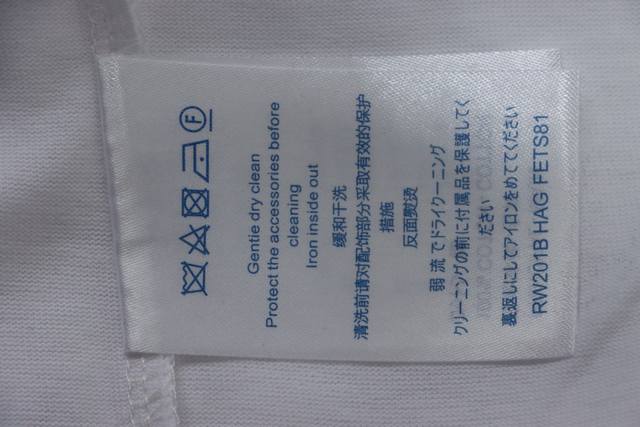 F
Gentie dry clean
Protect the accessories before
cleaning
Iron inside out
缓和干洗
清洗前请对配饰部分采取有效的保护
措施
反面熨烫
弱流でドライクーニング
クリーニングの前に付属品を保護してく
ださい
裏返しにしてアイロンをめててください
RW201B HAG FETS81